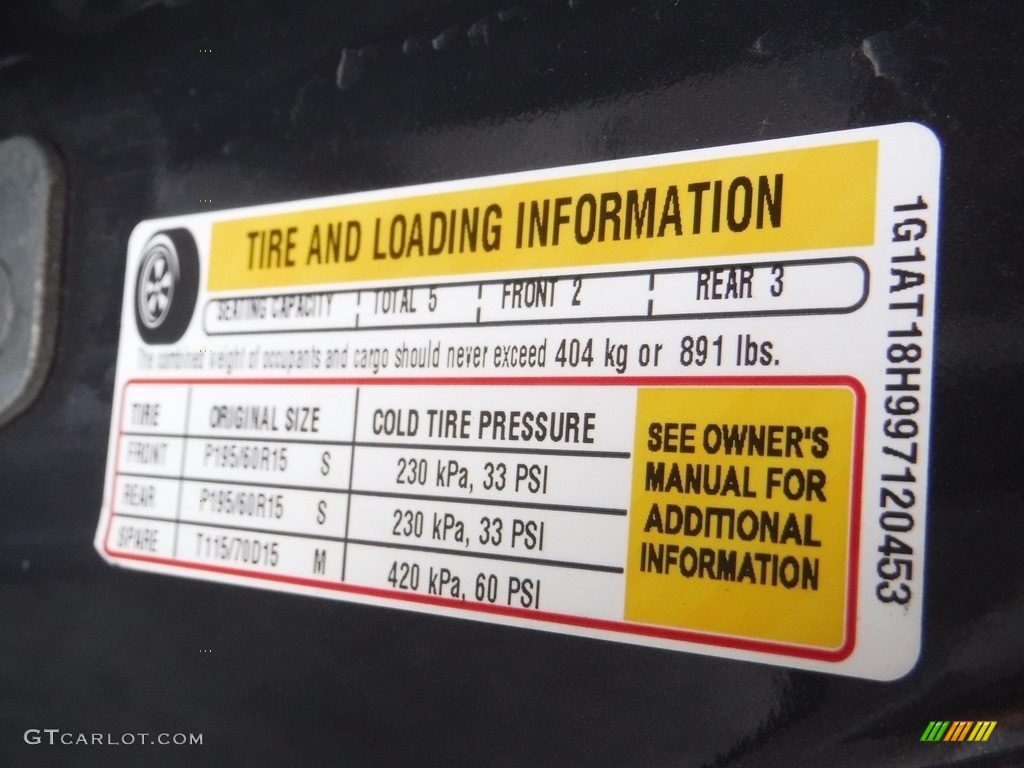 TIRE AND LOADING INFORMATION
SEATING CAPACITY TOTAL 5 FRONT 2 REAR 3
The combined weight of occupants and cargo should never exceed 404 kg or 891 lbs.
TIRE ORIGINAL SIZE COLD TIRE PRESSURE
FRONT P195/60R15 S 230 kPa, 33 PSI
REAR P195/60R15 S 230 kPa, 33 PSI
SPARE T115/70D15 M 420 kPa, 60 PSI
SEE OWNER'S
MANUAL FOR
ADDITIONAL
INFORMATION
1G1AT18H997120453
GTCARLOT.COM